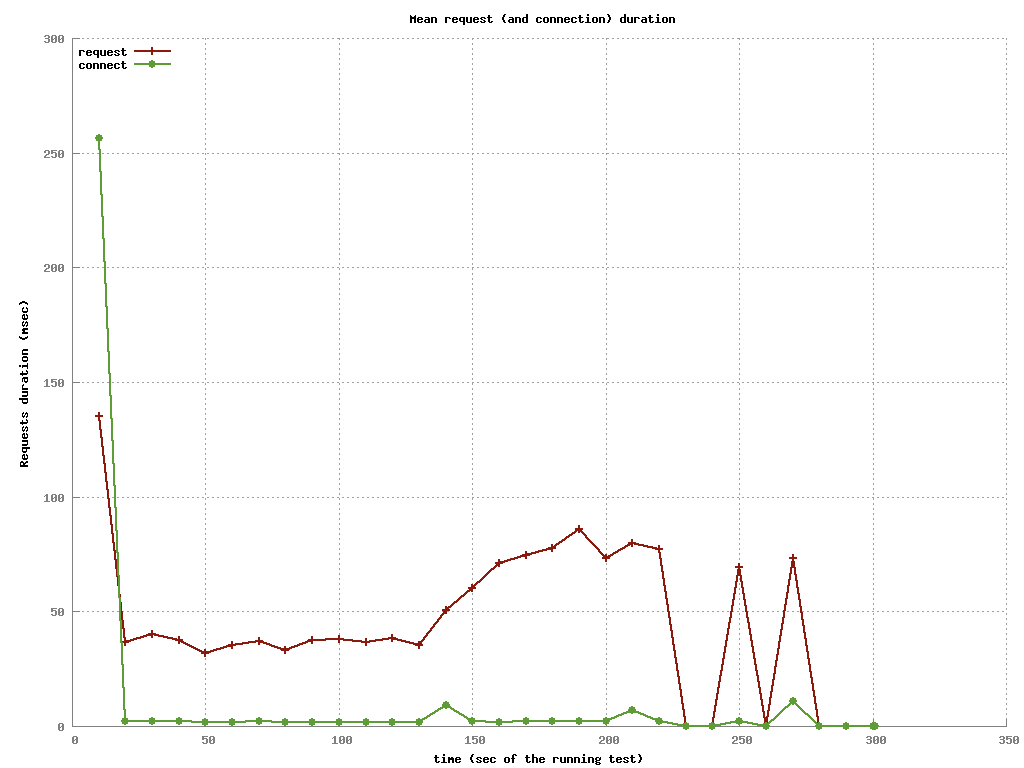 Mean request (and connection) duration
300
request
connect
250
200
150
100
50
0
Requests duration (msec)
0 50 100 150 200 250 300 350
time (sec of the running test)